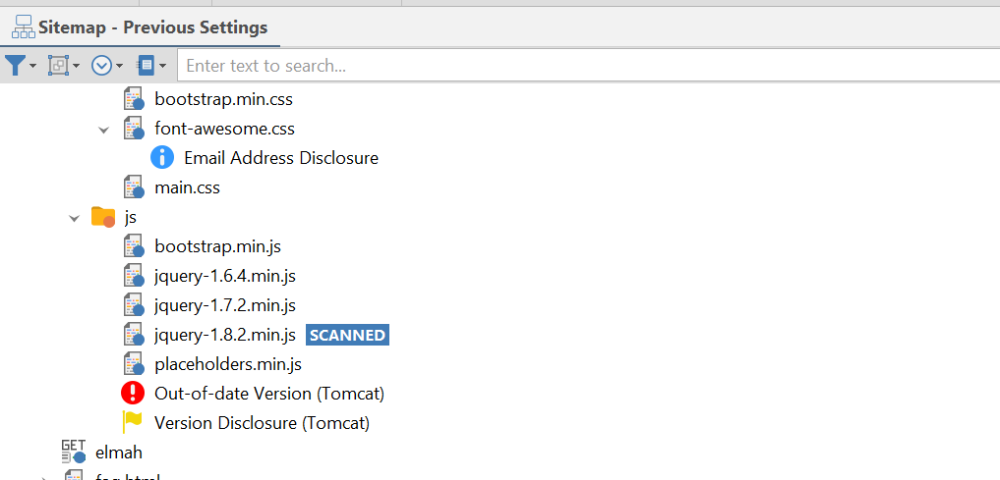 Sitemap - Previous Settings
Enter text to search...
bootstrap.min.css
font-awesome.css
Email Address Disclosure
main.css
js
bootstrap.min.js
jquery-1.6.4.min.js
jquery-1.7.2.min.js
jquery-1.8.2.min.js SCANNED
placeholders.min.js
Out-of-date Version (Tomcat)
Version Disclosure (Tomcat)
GET elmah
faq.html